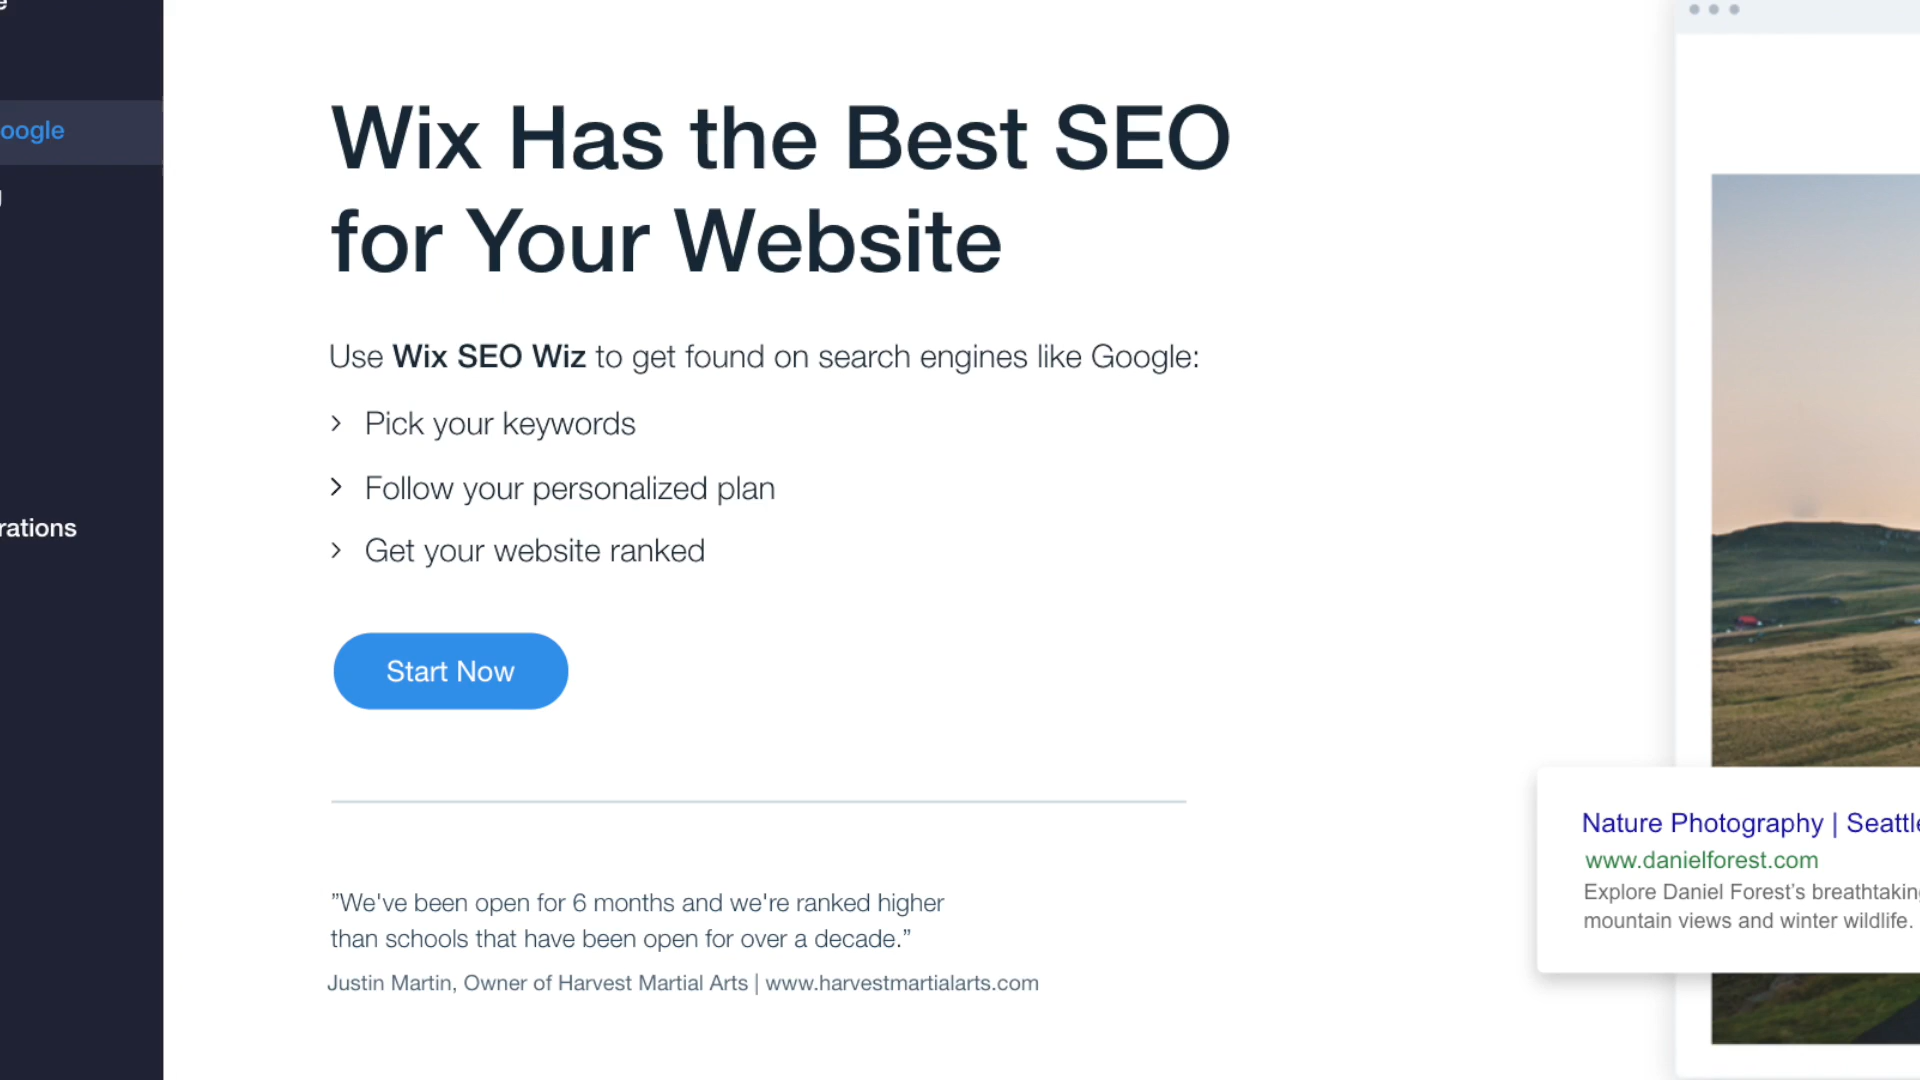 oogle
rations
Wix Has the Best SEO
for Your Website
Use Wix SEO Wiz to get found on search engines like Google:
Pick your keywords
Follow your personalized plan
Get your website ranked
Start Now
”We've been open for 6 months and we're ranked higher
than schools that have been open for over a decade.”
Justin Martin, Owner of Harvest Martial Arts | www.harvestmartialarts.com
Nature Photography | Seattle
www.danielforest.com
Explore Daniel Forest's breathtaking
mountain views and winter wildlife.